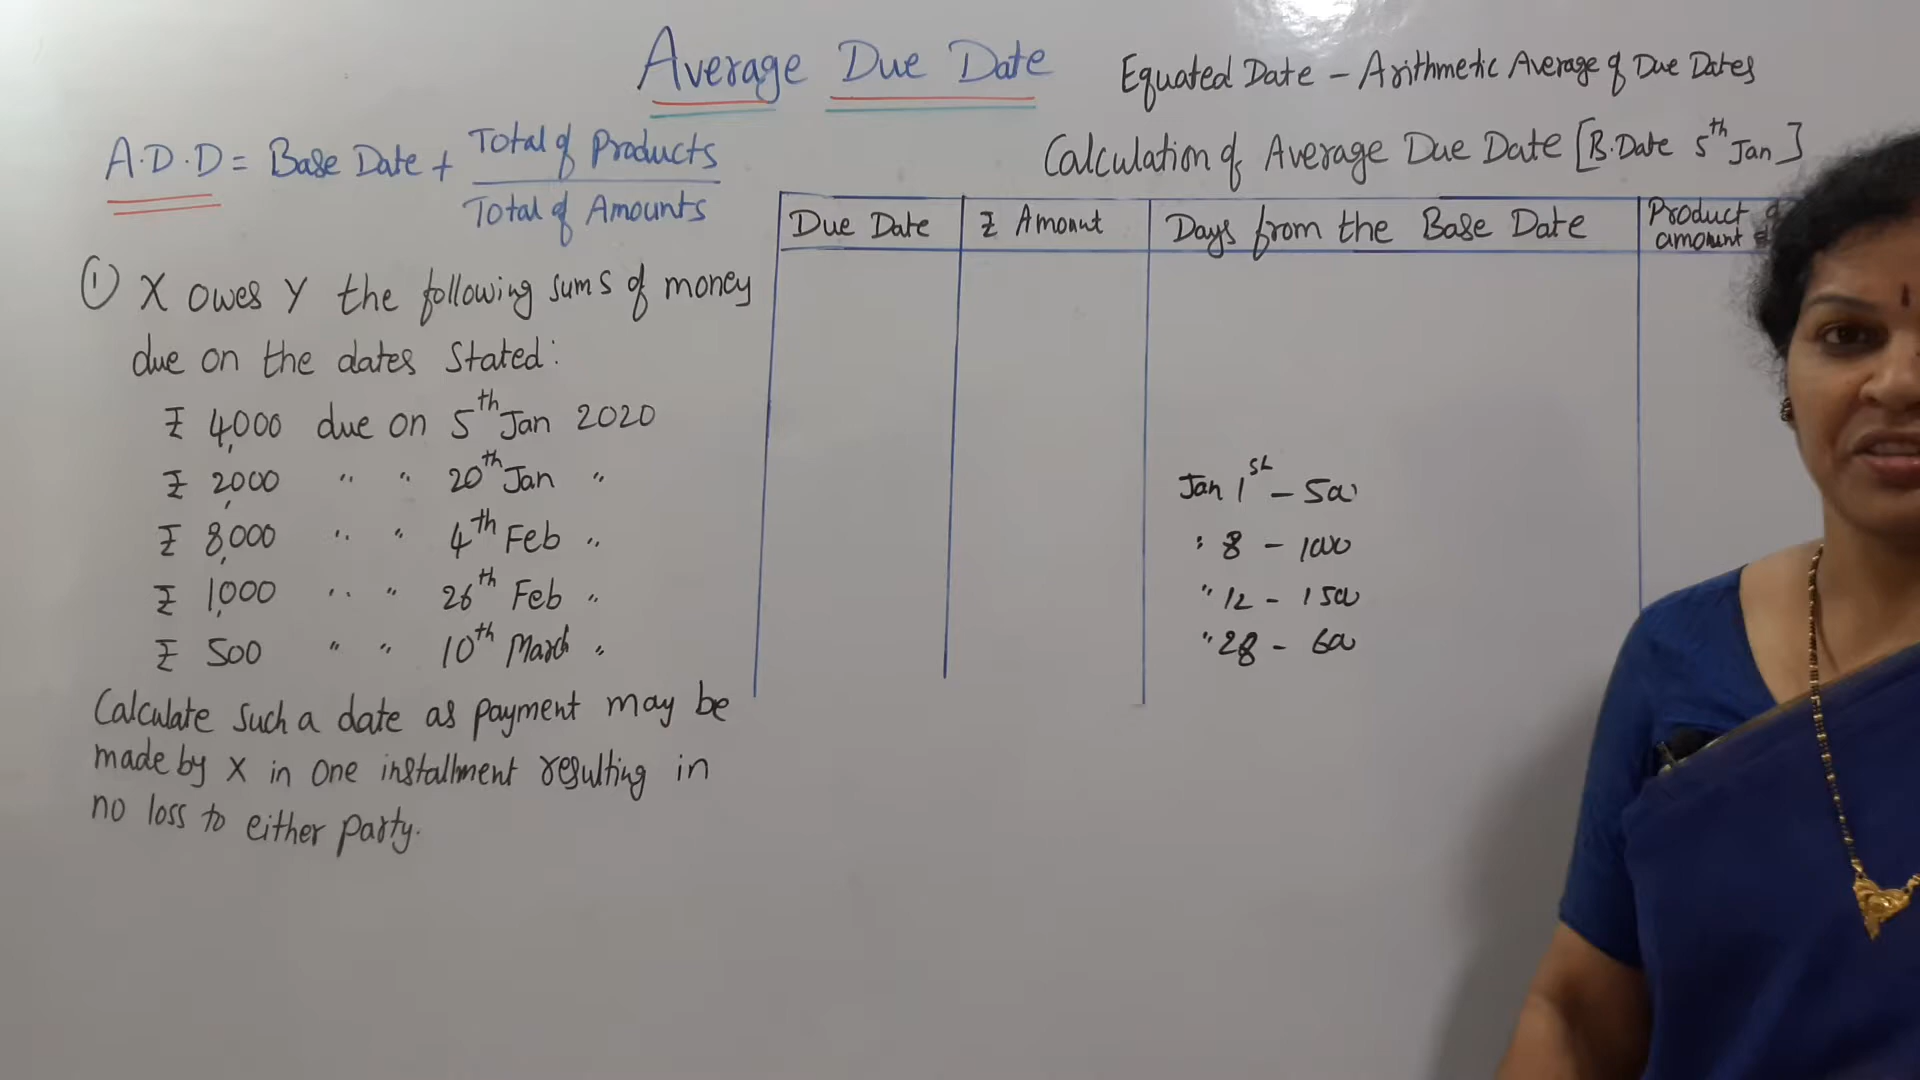 Average Due Date
Equated Date - Arithmetic Average of Due Dates
A.D.D = Base Date + Total of Products
Total of Amounts
Calculation of Average Due Date [B.Date 5th Jan]
Due Date ₹ Amount Days from the Base Date Product
amount
① X owes Y the following sums of money
due on the dates stated:
₹ 4,000 due on 5th Jan 2020
₹ 2,000 " " 20th Jan "
₹ 8,000 " " 4th Feb "
₹ 1,000 " " 26th Feb "
₹ 500 " " 10th March "
Calculate such a date as payment may be
made by X in one installment resulting in
no loss to either party.
Jan 1st - 500
" 8 - 1000
" 12 - 1500
" 28 - 600